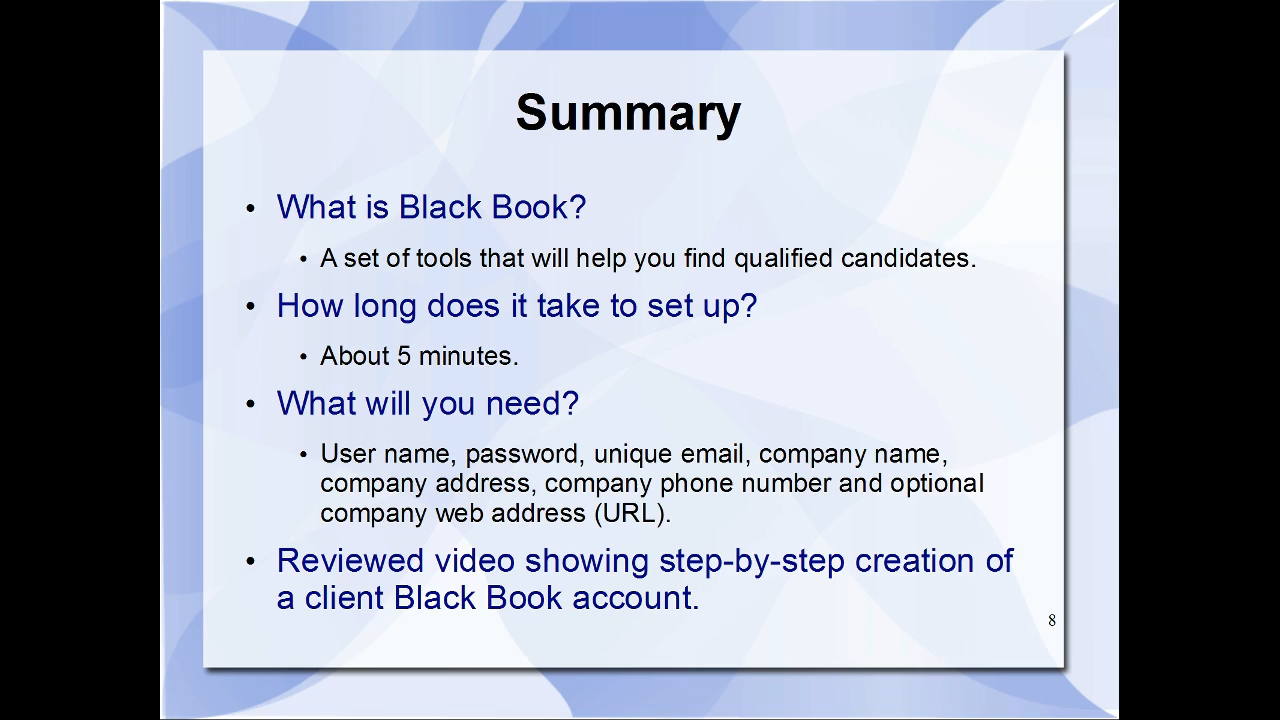 Summary
• What is Black Book?
• A set of tools that will help you find qualified candidates.
• How long does it take to set up?
• About 5 minutes.
• What will you need?
• User name, password, unique email, company name,
company address, company phone number and optional
company web address (URL).
• Reviewed video showing step-by-step creation of
a client Black Book account.
8